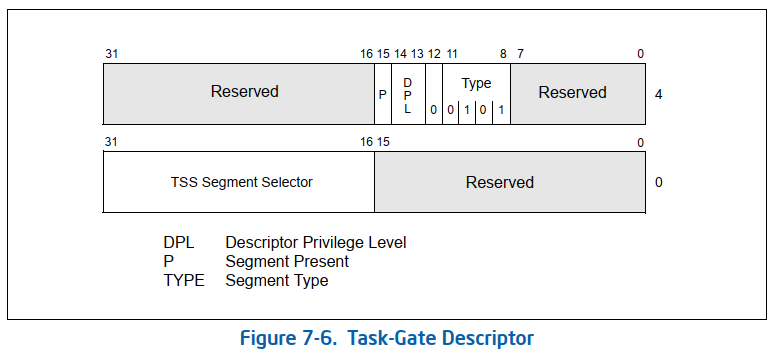 31 16 15 14 13 12 11 8 7 0
Reserved P DPL 0 Type 0 1 0 1 Reserved 4
31 16 15 0
TSS Segment Selector Reserved 0
DPL Descriptor Privilege Level
P Segment Present
TYPE Segment Type
Figure 7-6. Task-Gate Descriptor